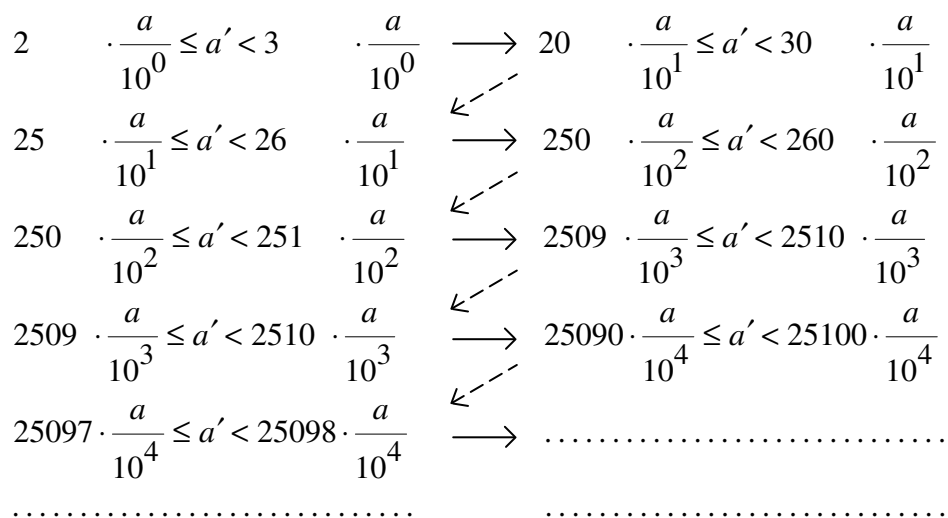 2 · a/10^0 ≤ a′ < 3 · a/10^0 ⟶ 20 · a/10^1 ≤ a′ < 30 · a/10^1
25 · a/10^1 ≤ a′ < 26 · a/10^1 ⟶ 250 · a/10^2 ≤ a′ < 260 · a/10^2
250 · a/10^2 ≤ a′ < 251 · a/10^2 ⟶ 2509 · a/10^3 ≤ a′ < 2510 · a/10^3
2509 · a/10^3 ≤ a′ < 2510 · a/10^3 ⟶ 25090 · a/10^4 ≤ a′ < 25100 · a/10^4
25097 · a/10^4 ≤ a′ < 25098 · a/10^4 ⟶ ..............................
.............................. ..............................